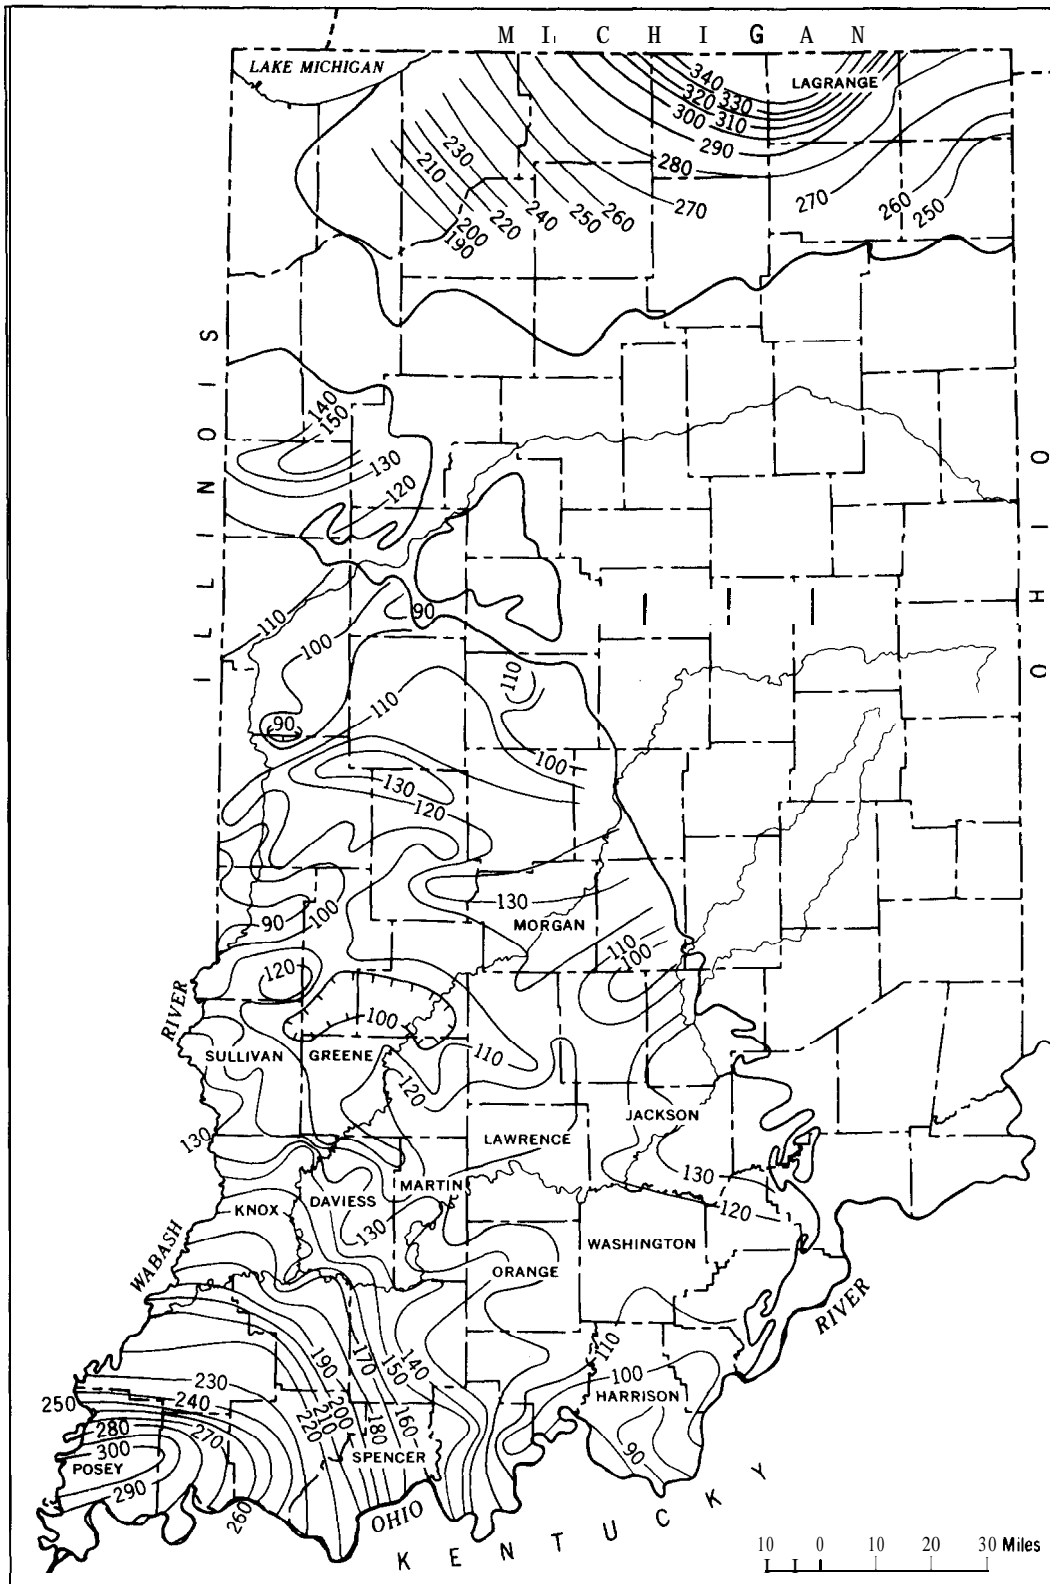 MICHIGAN
LAKE MICHIGAN
LAGRANGE
340
320 330
300 310
290
280
270
270
260
250
230
210
240
250
260
220
200
190
ILLINOIS
OHIO
140
150
130
120
110
100
90
90
110
110
100
130
120
130
MORGAN
90
100
110
100
120
100
110
120
RIVER
SULLIVAN
GREENE
JACKSON
LAWRENCE
130
MARTIN
130
DAVIESS
KNOX
120
130
WASHINGTON
ORANGE
WABASH
RIVER
110
100
HARRISON
90
190
170
150
140
200
210
220
180
160
230
250
240
280
270
300
POSEY
290
260
SPENCER
OHIO
KENTUCKY
10 0 10 20 30 Miles